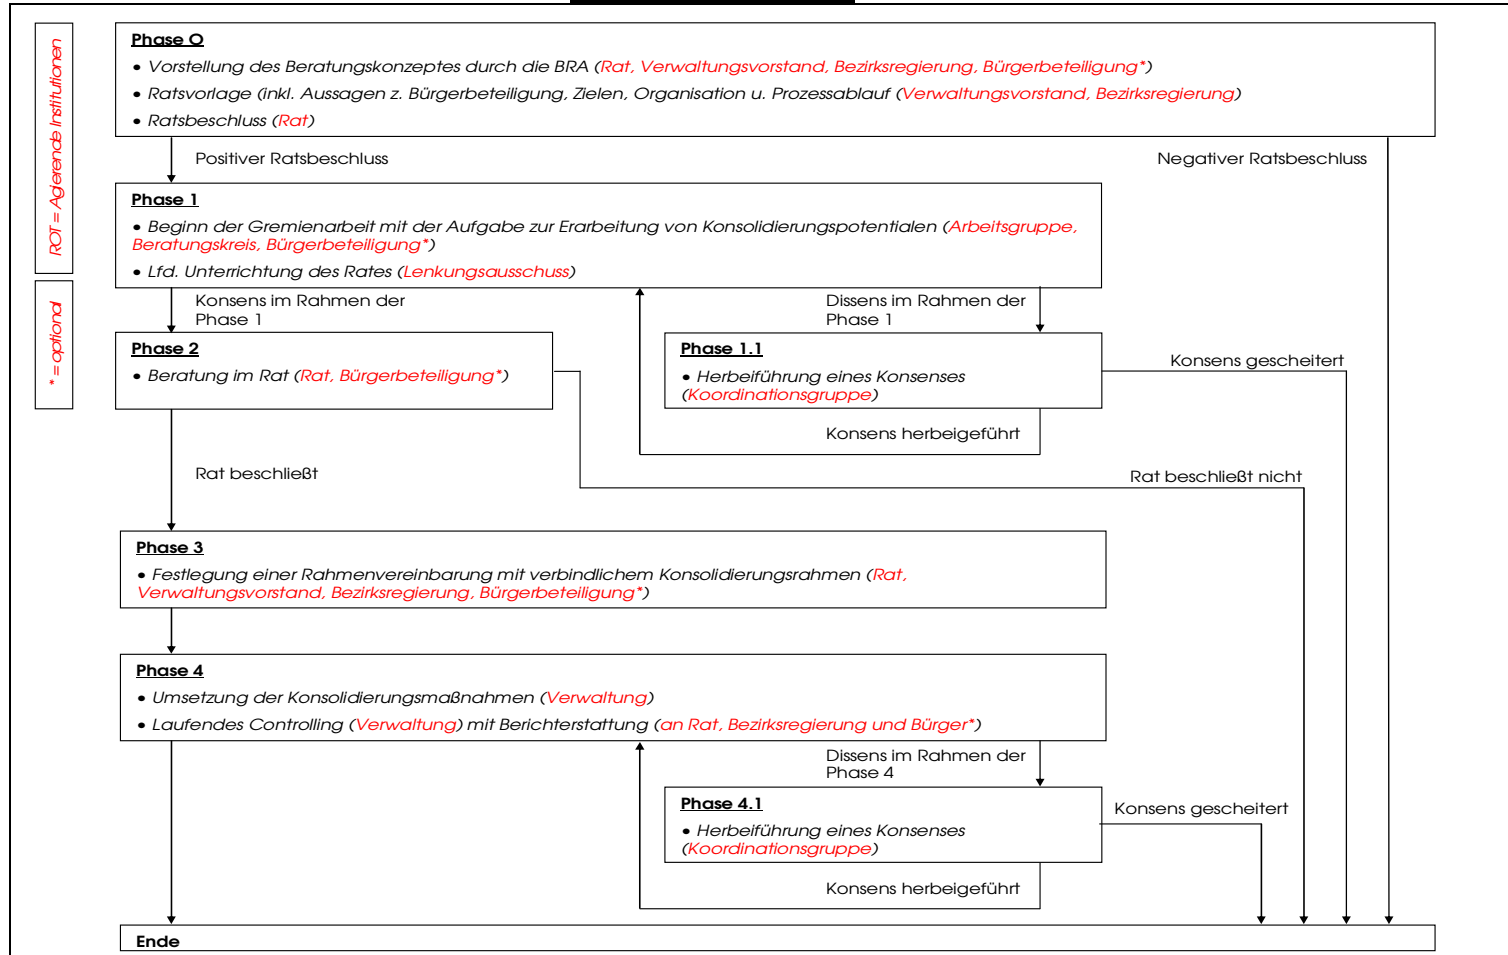 ROT = Agierende Institutionen
* = optional
Phase O
• Vorstellung des Beratungskonzeptes durch die BRA (Rat, Verwaltungsvorstand, Bezirksregierung, Bürgerbeteiligung*)
• Ratsvorlage (inkl. Aussagen z. Bürgerbeteiligung, Zielen, Organisation u. Prozessablauf (Verwaltungsvorstand, Bezirksregierung)
• Ratsbeschluss (Rat)
Positiver Ratsbeschluss
Negativer Ratsbeschluss
Phase 1
• Beginn der Gremienarbeit mit der Aufgabe zur Erarbeitung von Konsolidierungspotentialen (Arbeitsgruppe,
Beratungskreis, Bürgerbeteiligung*)
• Lfd. Unterrichtung des Rates (Lenkungsausschuss)
Konsens im Rahmen der
Phase 1
Dissens im Rahmen der
Phase 1
Phase 2
• Beratung im Rat (Rat, Bürgerbeteiligung*)
Phase 1.1
• Herbeiführung eines Konsenses
(Koordinationsgruppe)
Konsens gescheitert
Konsens herbeigeführt
Rat beschließt
Rat beschließt nicht
Phase 3
• Festlegung einer Rahmenvereinbarung mit verbindlichem Konsolidierungsrahmen (Rat,
Verwaltungsvorstand, Bezirksregierung, Bürgerbeteiligung*)
Phase 4
• Umsetzung der Konsolidierungsmaßnahmen (Verwaltung)
• Laufendes Controlling (Verwaltung) mit Berichterstattung (an Rat, Bezirksregierung und Bürger*)
Dissens im Rahmen der
Phase 4
Phase 4.1
• Herbeiführung eines Konsenses
(Koordinationsgruppe)
Konsens gescheitert
Konsens herbeigeführt
Ende